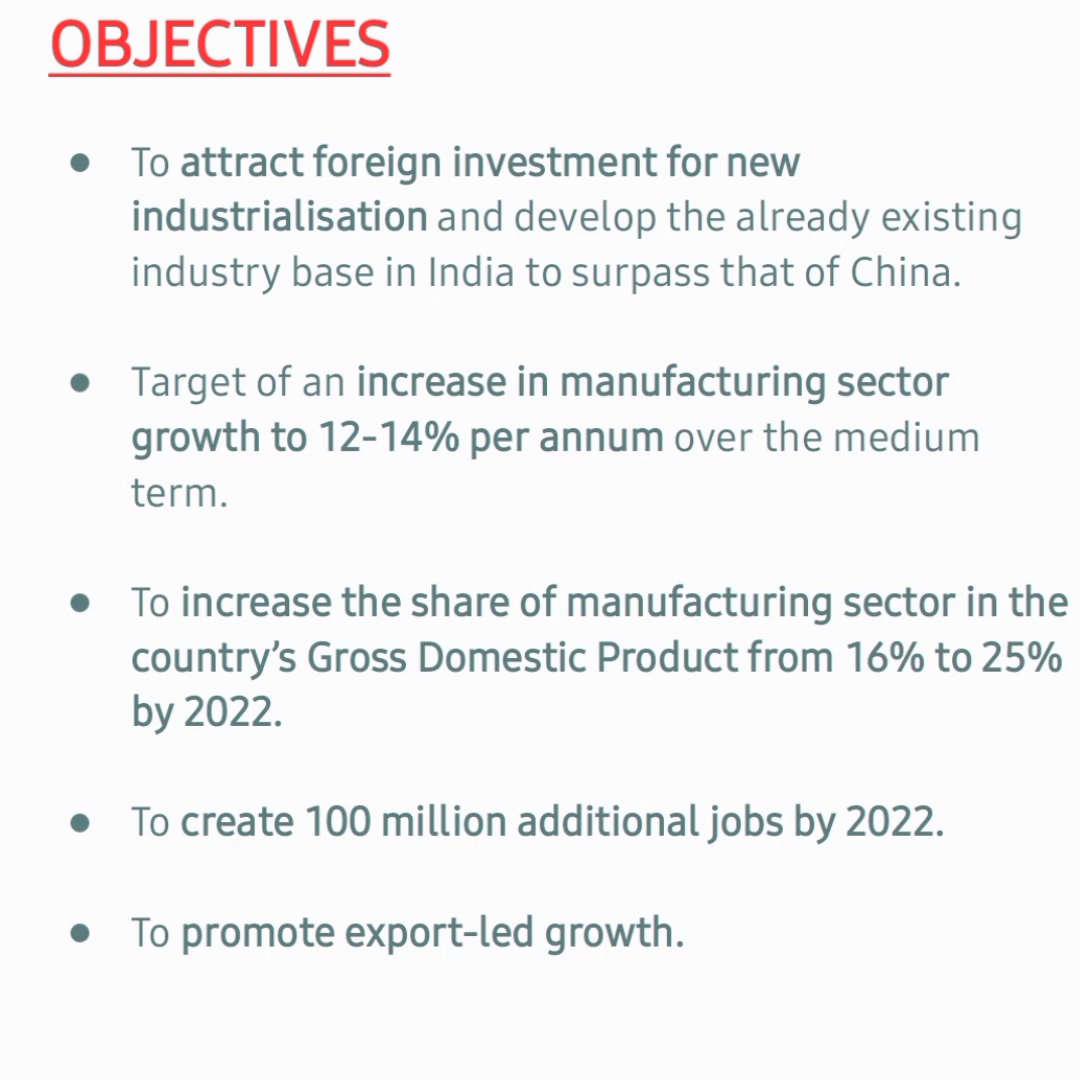 OBJECTIVES
● To attract foreign investment for new
industrialisation and develop the already existing
industry base in India to surpass that of China.
● Target of an increase in manufacturing sector
growth to 12-14% per annum over the medium
term.
● To increase the share of manufacturing sector in the
country’s Gross Domestic Product from 16% to 25%
by 2022.
● To create 100 million additional jobs by 2022.
● To promote export-led growth.